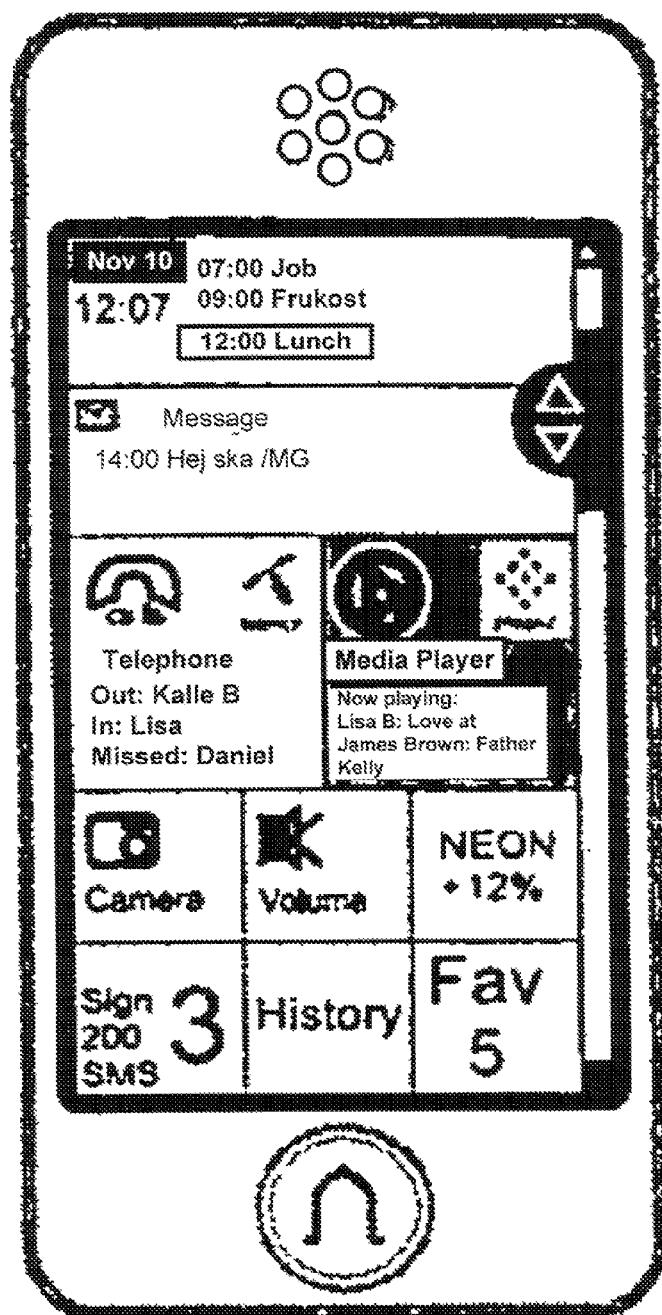 Nov 10
12:07
07:00 Job
09:00 Frukost
12:00 Lunch
Message
14:00 Hej ska /MG
Telephone
Out: Kalle B
In: Lisa
Missed: Daniel
Media Player
Now playing:
Lisa B: Love at
James Brown: Father
Kelly
Camera
Volume
NEON
+12%
Sign
200
SMS
3
History
Fav
5